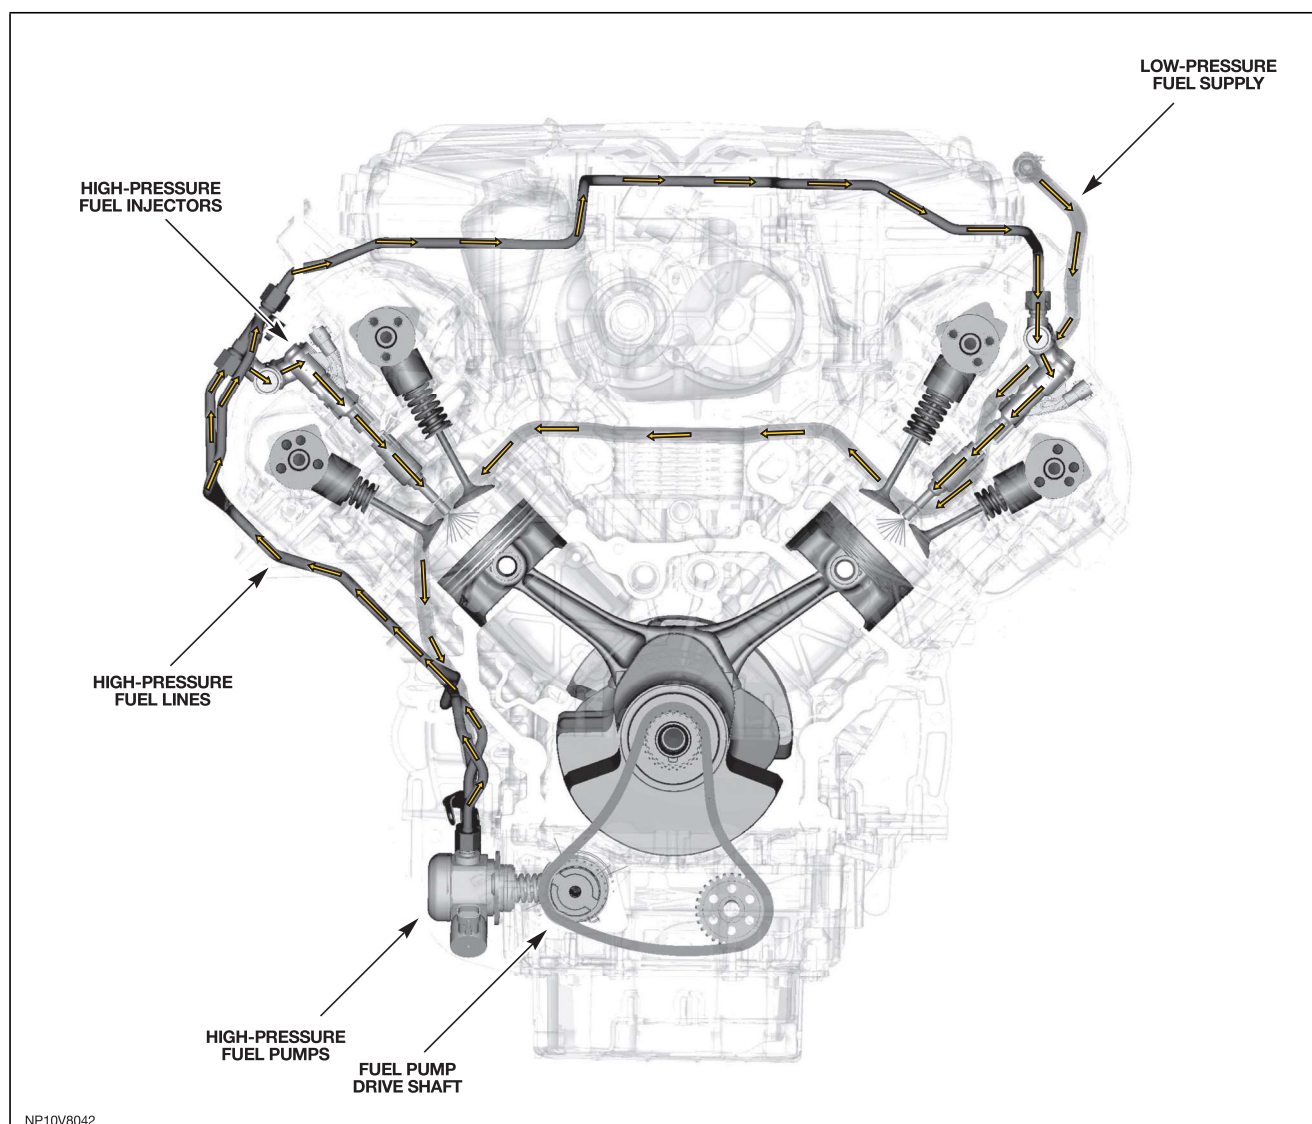 LOW-PRESSURE
FUEL SUPPLY
HIGH-PRESSURE
FUEL INJECTORS
HIGH-PRESSURE
FUEL LINES
HIGH-PRESSURE
FUEL PUMPS
FUEL PUMP
DRIVE SHAFT
NP10V8042